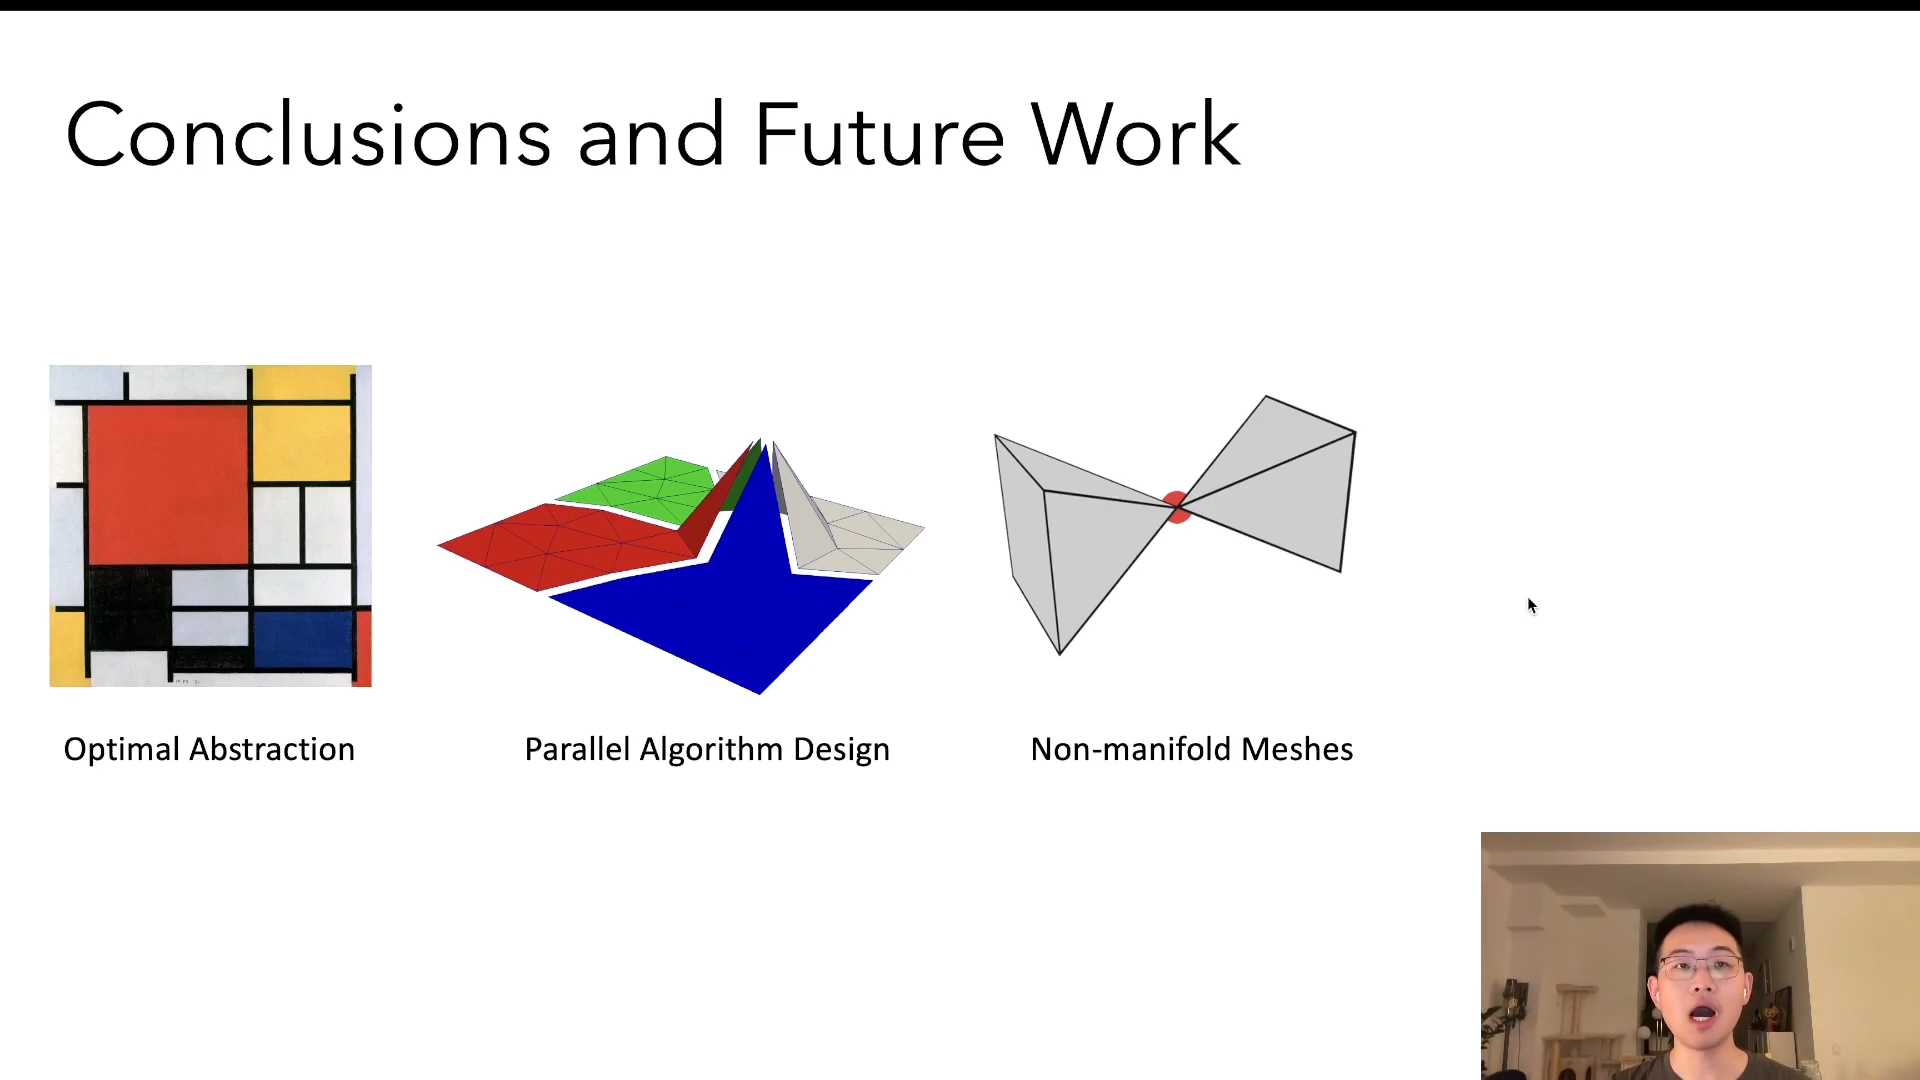 Conclusions and Future Work
Optimal Abstraction
Parallel Algorithm Design
Non-manifold Meshes